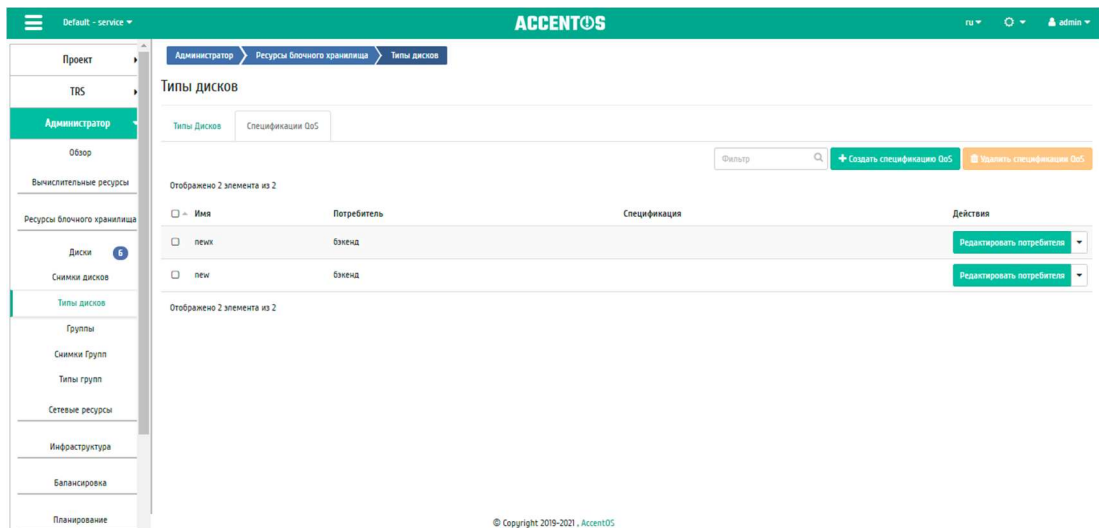 Default - service
ACCENTOS
ru
admin
Проект
TRS
Администратор
Обзор
Вычислительные ресурсы
Ресурсы блочного хранилища
Диски 6
Снимки дисков
Типы дисков
Группы
Снимки Групп
Типы групп
Сетевые ресурсы
Инфраструктура
Балансировка
Планирование
Администратор Ресурсы блочного хранилища Типы дисков
Типы дисков
Типы Дисков Спецификации QoS
Фильтр + Создать спецификацию QoS Удалить спецификации QoS
Отображено 2 элемента из 2
Имя Потребитель Спецификация Действия
newx бэкенд Редактировать потребителя
new бэкенд Редактировать потребителя
Отображено 2 элемента из 2
© Copyright 2019-2021 , AccentOS